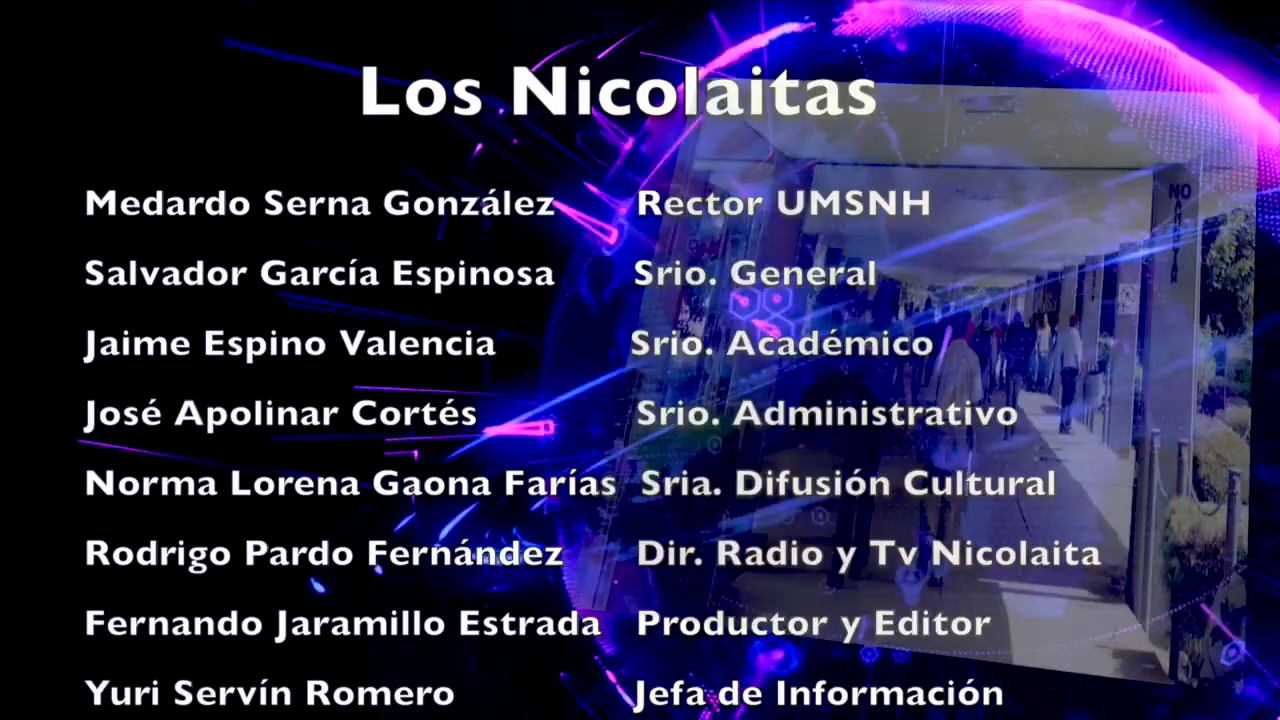 Los Nicolaitas
Medardo Serna González Rector UMSNH
Salvador García Espinosa Srio. General
Jaime Espino Valencia Srio. Académico
José Apolinar Cortés Srio. Administrativo
Norma Lorena Gaona Farías Sria. Difusión Cultural
Rodrigo Pardo Fernández Dir. Radio y Tv Nicolaita
Fernando Jaramillo Estrada Productor y Editor
Yuri Servín Romero Jefa de Información
NO